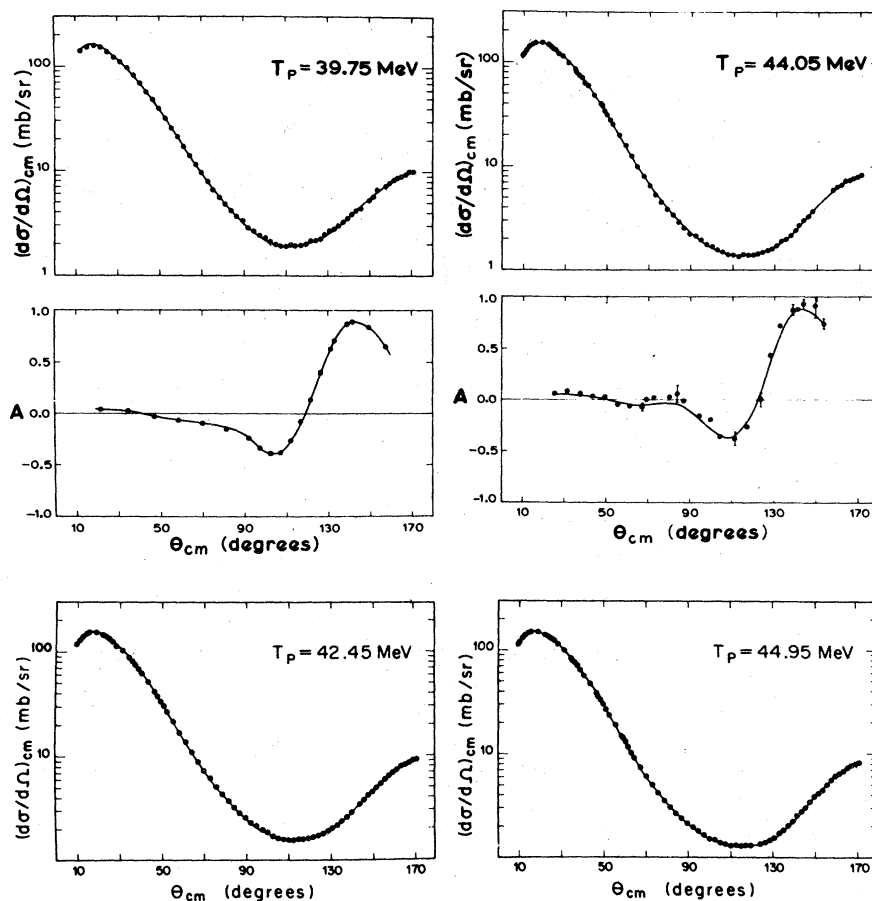 T_P = 39.75 MeV
(dσ/dΩ)cm (mb/sr)
100
10
1
T_P = 44.05 MeV
(dσ/dΩ)cm (mb/sr)
100
10
1
A
1.0
0.5
0.0
-0.5
-1.0
10 50 90 130 170
Θcm (degrees)
A
1.0
0.5
0.0
-0.5
-1.0
10 50 90 130 170
Θcm (degrees)
T_P = 42.45 MeV
(dσ/dΩ)cm (mb/sr)
100
10
1
10 50 90 130 170
Θcm (degrees)
T_P = 44.95 MeV
(dσ/dΩ)cm (mb/sr)
100
10
1
10 50 90 130 170
Θcm (degrees)